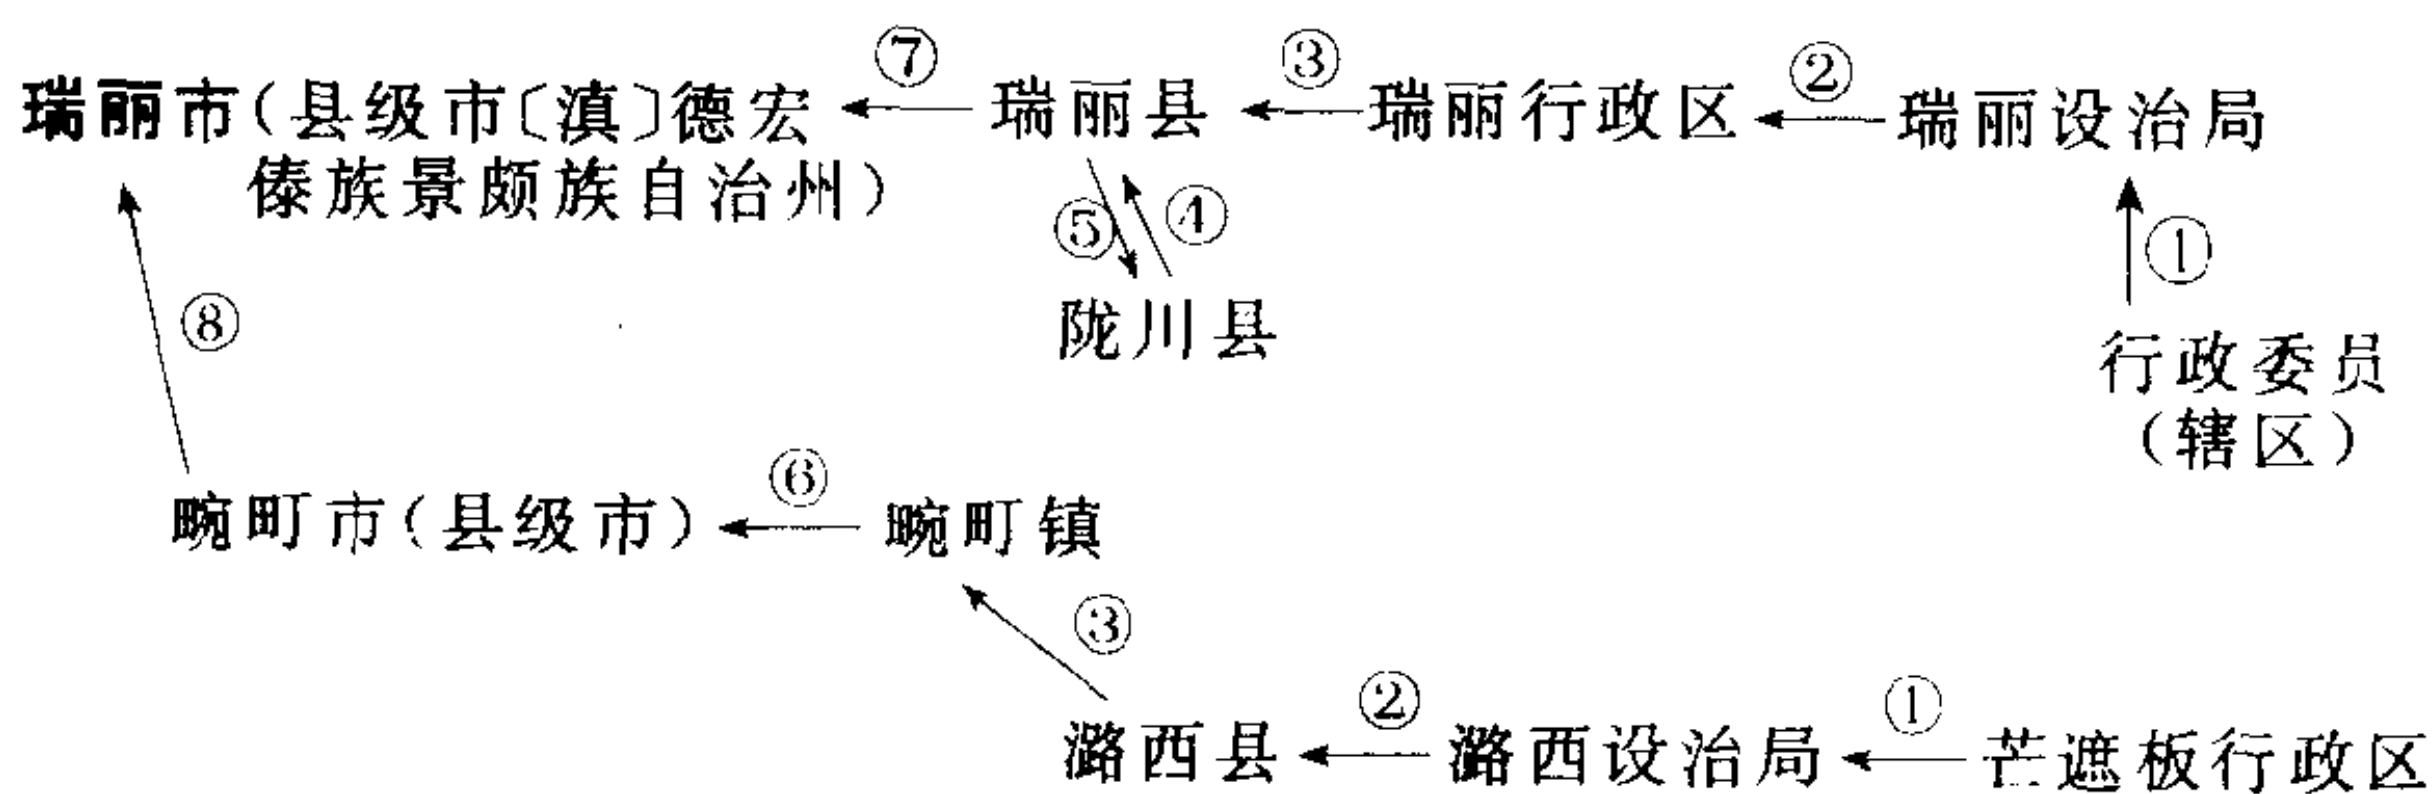 ⑦ ③ ②
瑞丽市(县级市〔滇〕德宏 瑞丽县 瑞丽行政区 瑞丽设治局
傣族景颇族自治州)
⑤ ④ ①
⑧ 陇川县
行政委员
(辖区)
⑥
畹町市(县级市) 畹町镇
③
② ①
潞西县 潞西设治局 芒遮板行政区